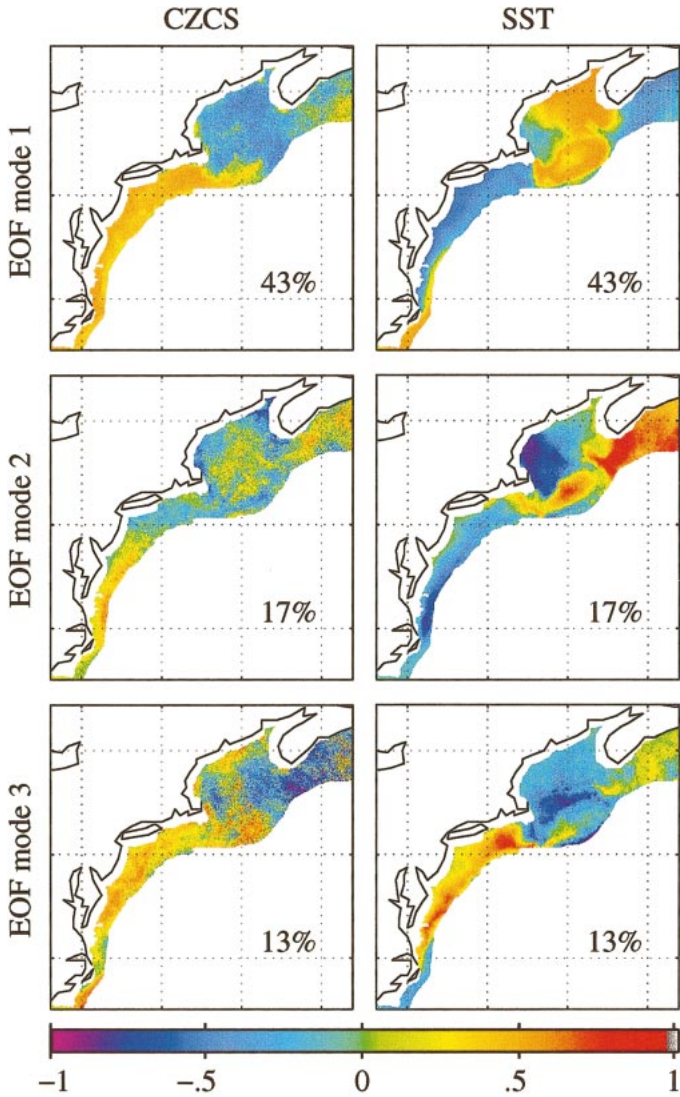 CZCS SST
EOF mode 1
43% 43%
EOF mode 2
17% 17%
EOF mode 3
13% 13%
-1 -.5 0 .5 1